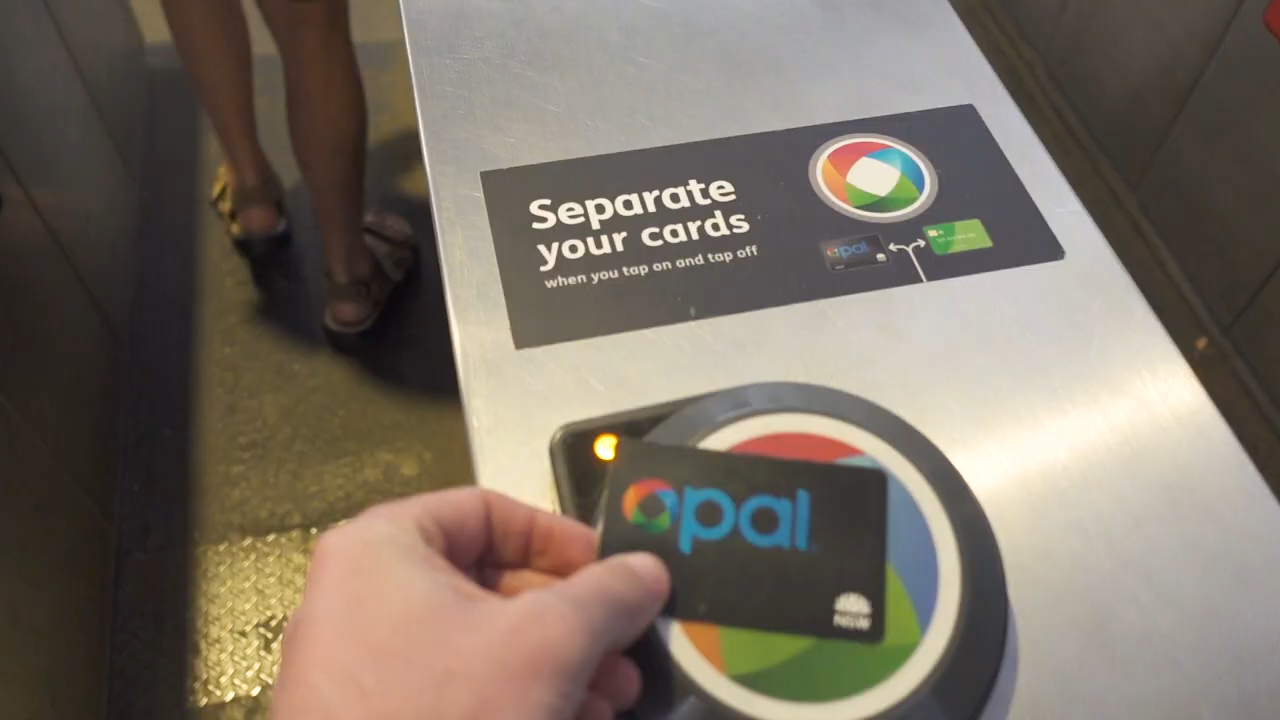 Separate
your cards
when you tap on and tap off
opal
opal
NSW